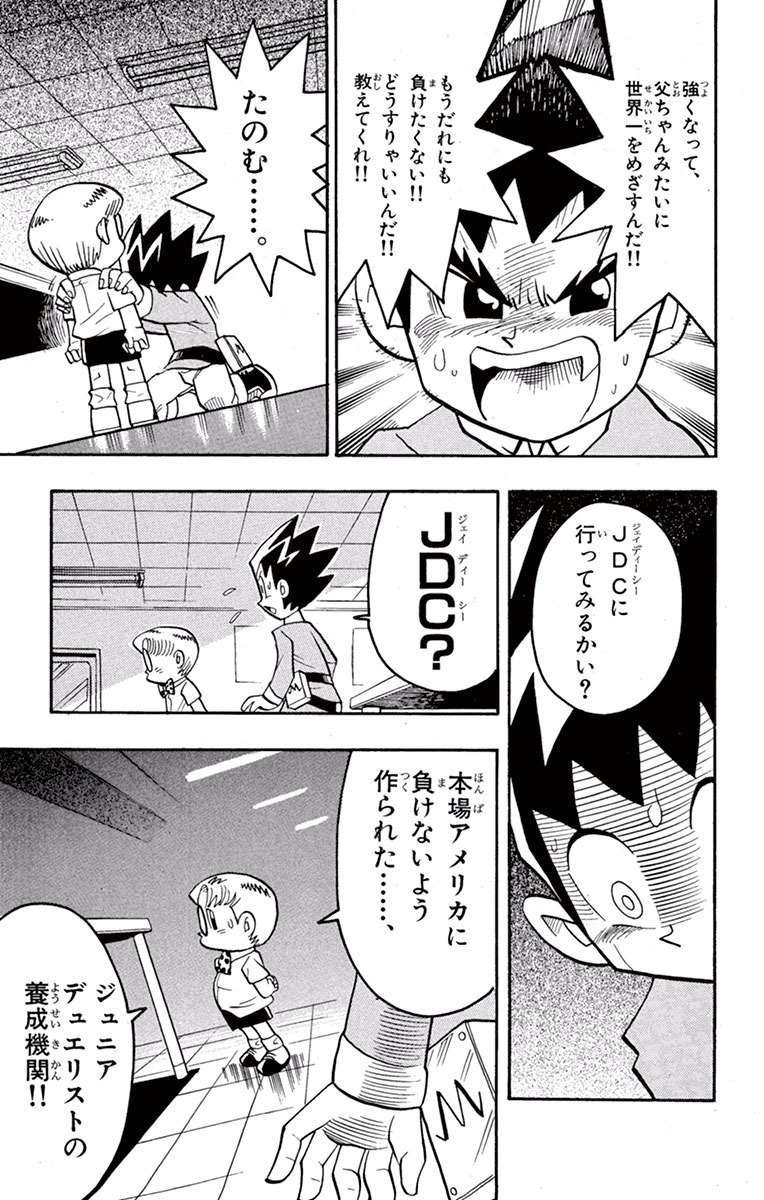 強くなって、
父ちゃんみたいに
世界一をめざすんだ!!
もうだれにも
負けたくない!!
どうすりゃいいんだ!!
教えてくれ!!
たのむ……。
JDCに
行ってみるかい？
JDC？
本場アメリカに
負けないよう
作られた……、
ジュニア
デュエリストの
養成機関!!